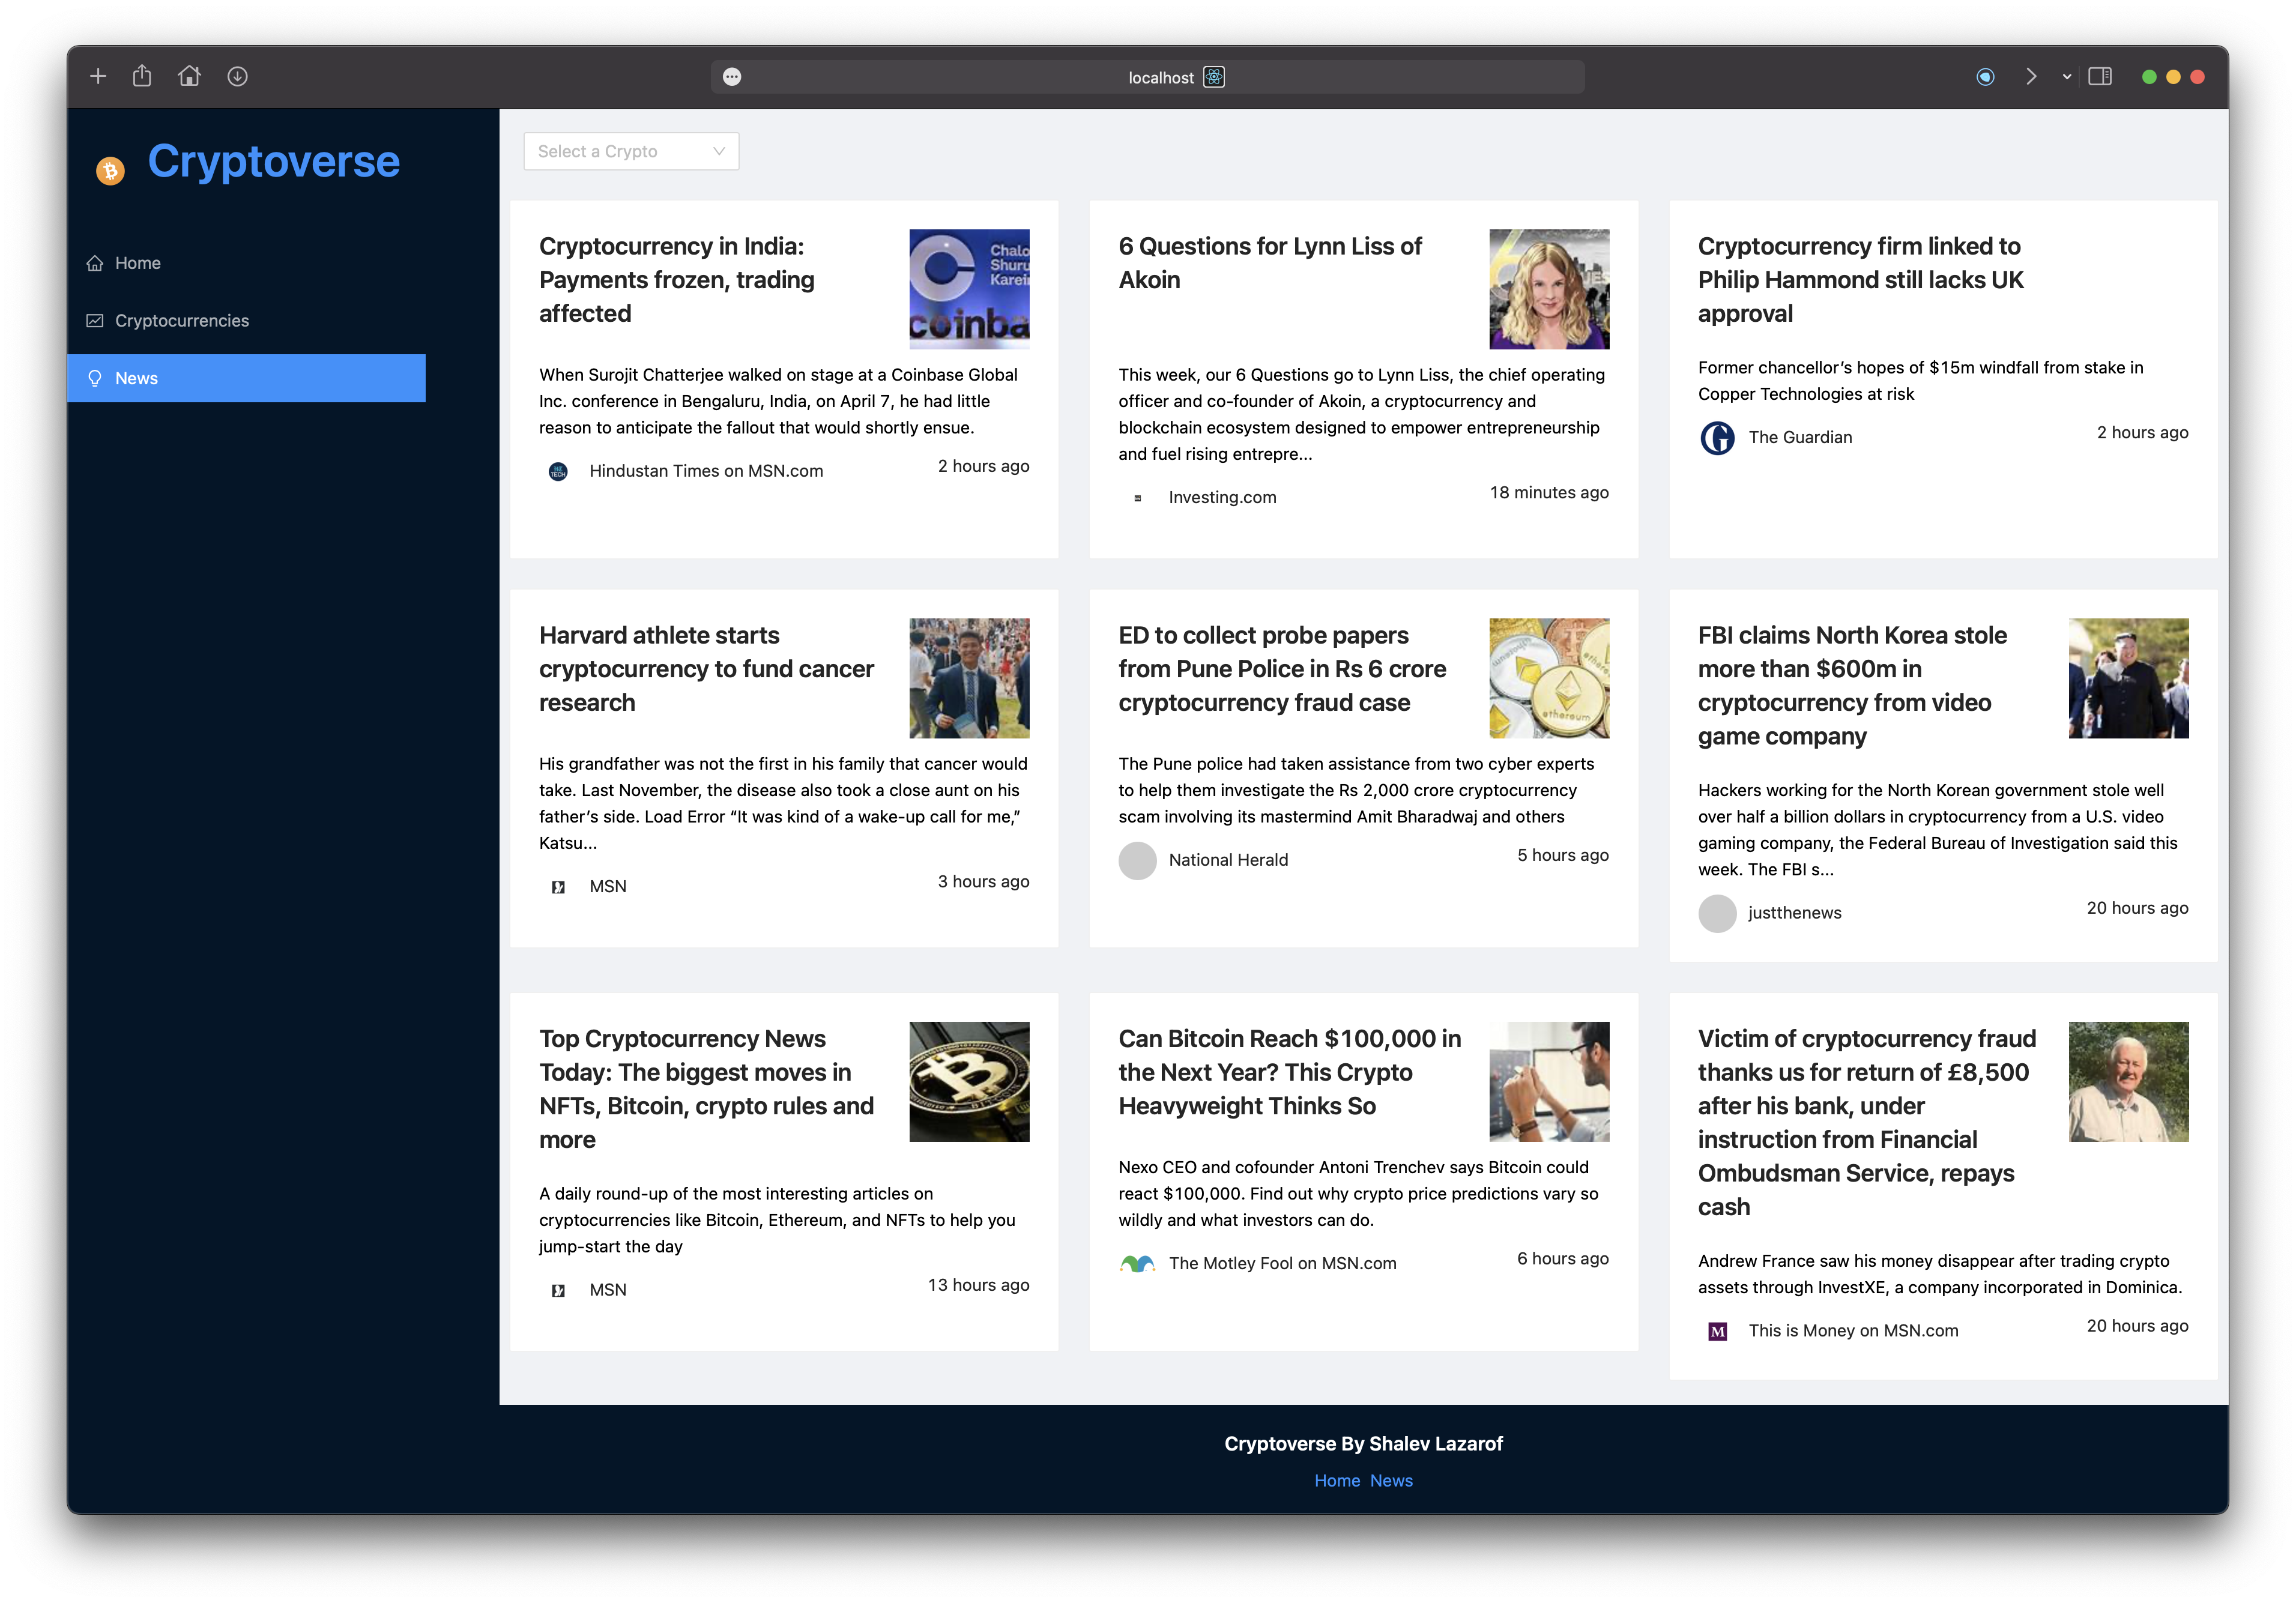 localhost
Cryptoverse
Home
Cryptocurrencies
News
Select a Crypto
Cryptocurrency in India:
Payments frozen, trading
affected
Chalo
Shuru
Karein
coinba
When Surojit Chatterjee walked on stage at a Coinbase Global
Inc. conference in Bengaluru, India, on April 7, he had little
reason to anticipate the fallout that would shortly ensue.
Hindustan Times on MSN.com
2 hours ago
6 Questions for Lynn Liss of
Akoin
This week, our 6 Questions go to Lynn Liss, the chief operating
officer and co-founder of Akoin, a cryptocurrency and
blockchain ecosystem designed to empower entrepreneurship
and fuel rising entrepre...
Investing.com
18 minutes ago
Cryptocurrency firm linked to
Philip Hammond still lacks UK
approval
Former chancellor’s hopes of $15m windfall from stake in
Copper Technologies at risk
The Guardian
2 hours ago
Harvard athlete starts
cryptocurrency to fund cancer
research
His grandfather was not the first in his family that cancer would
take. Last November, the disease also took a close aunt on his
father’s side. Load Error “It was kind of a wake-up call for me,”
Katsu...
MSN
3 hours ago
ED to collect probe papers
from Pune Police in Rs 6 crore
cryptocurrency fraud case
ethereum
The Pune police had taken assistance from two cyber experts
to help them investigate the Rs 2,000 crore cryptocurrency
scam involving its mastermind Amit Bharadwaj and others
National Herald
5 hours ago
FBI claims North Korea stole
more than $600m in
cryptocurrency from video
game company
Hackers working for the North Korean government stole well
over half a billion dollars in cryptocurrency from a U.S. video
gaming company, the Federal Bureau of Investigation said this
week. The FBI s...
justthenews
20 hours ago
Top Cryptocurrency News
Today: The biggest moves in
NFTs, Bitcoin, crypto rules and
more
A daily round-up of the most interesting articles on
cryptocurrencies like Bitcoin, Ethereum, and NFTs to help you
jump-start the day
MSN
13 hours ago
Can Bitcoin Reach $100,000 in
the Next Year? This Crypto
Heavyweight Thinks So
Nexo CEO and cofounder Antoni Trenchev says Bitcoin could
react $100,000. Find out why crypto price predictions vary so
wildly and what investors can do.
The Motley Fool on MSN.com
6 hours ago
Victim of cryptocurrency fraud
thanks us for return of £8,500
after his bank, under
instruction from Financial
Ombudsman Service, repays
cash
Andrew France saw his money disappear after trading crypto
assets through InvestXE, a company incorporated in Dominica.
M
This is Money on MSN.com
20 hours ago
Cryptoverse By Shalev Lazarof
Home News